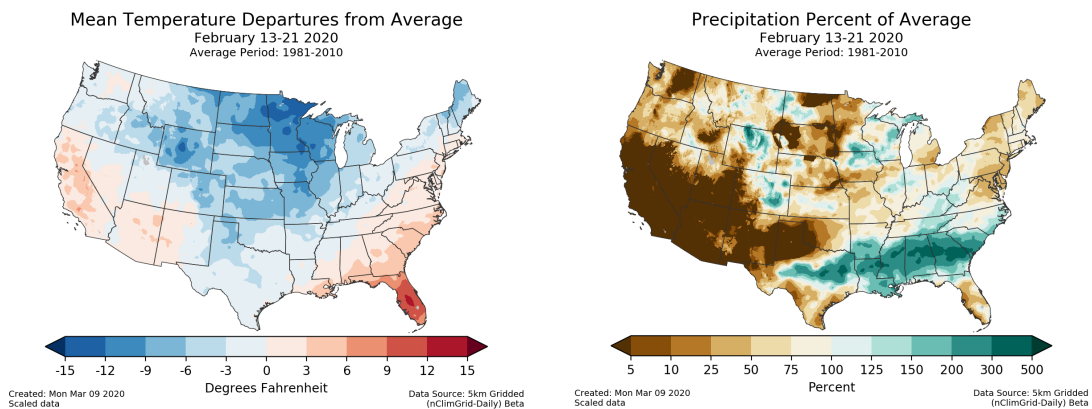 Mean Temperature Departures from Average
February 13-21 2020
Average Period: 1981-2010
-15 -12 -9 -6 -3 0 3 6 9 12 15
Degrees Fahrenheit
Created: Mon Mar 09 2020
Scaled data
Data Source: 5km Gridded
(nClimGrid-Daily) Beta
Precipitation Percent of Average
February 13-21 2020
Average Period: 1981-2010
5 10 25 50 75 100 125 150 200 300 500
Percent
Created: Mon Mar 09 2020
Scaled data
Data Source: 5km Gridded
(nClimGrid-Daily) Beta